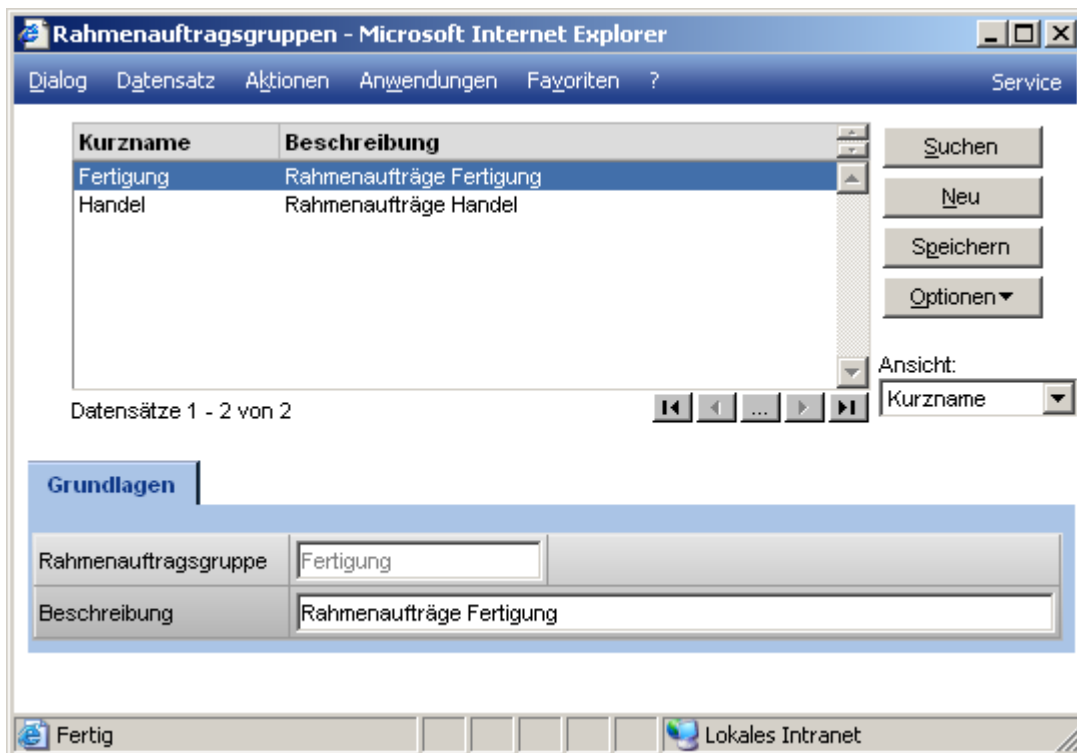 Rahmenauftragsgruppen - Microsoft Internet Explorer
Dialog Datensatz Aktionen Anwendungen Favoriten ? Service
Kurzname Beschreibung
Fertigung Rahmenaufträge Fertigung
Handel Rahmenaufträge Handel
Suchen
Neu
Speichern
Optionen
Ansicht:
Kurzname
Datensätze 1 - 2 von 2 ...
Grundlagen
Rahmenauftragsgruppe Fertigung
Beschreibung Rahmenaufträge Fertigung
Fertig Lokales Intranet